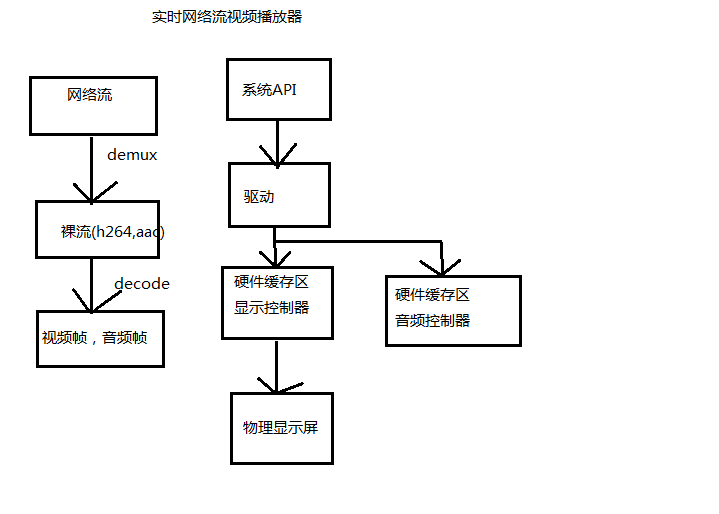 实时网络流视频播放器
网络流
demux
裸流(h264,aac)
decode
视频帧，音频帧
系统API
驱动
硬件缓存区
显示控制器
硬件缓存区
音频控制器
物理显示屏